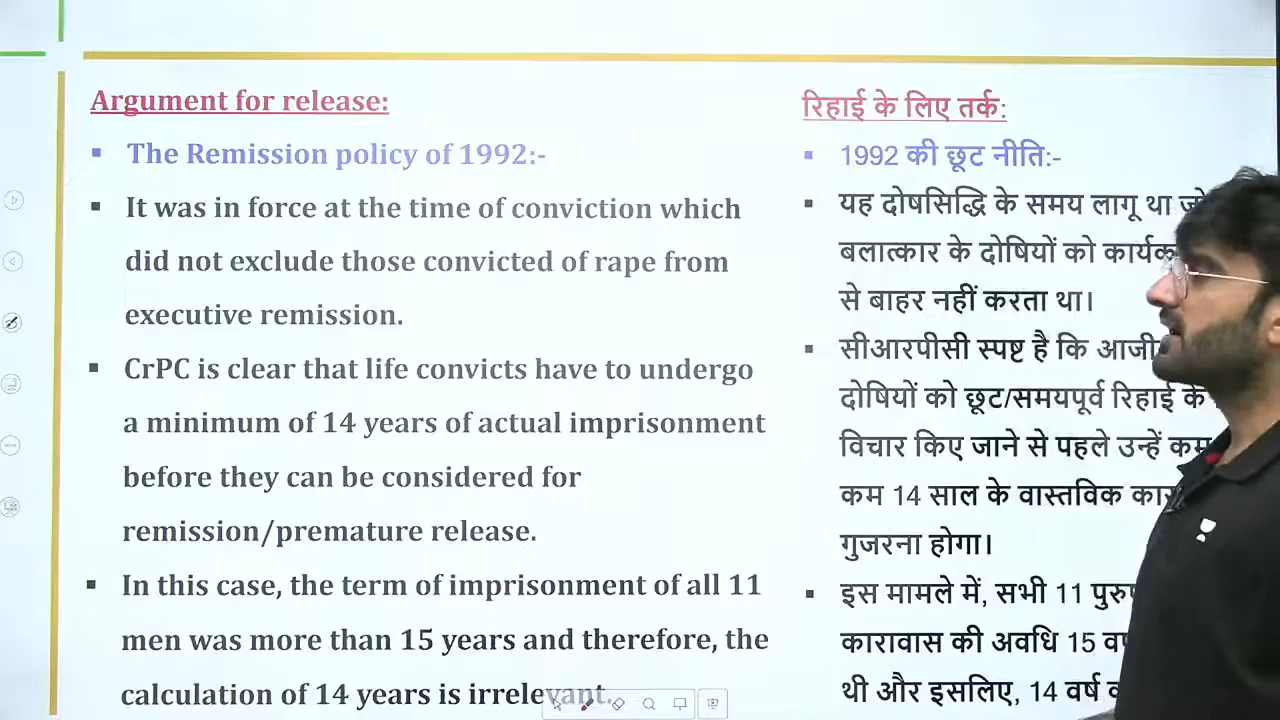 Argument for release:
▪ The Remission policy of 1992:-
▪ It was in force at the time of conviction which
did not exclude those convicted of rape from
executive remission.
▪ CrPC is clear that life convicts have to undergo
a minimum of 14 years of actual imprisonment
before they can be considered for
remission/premature release.
▪ In this case, the term of imprisonment of all 11
men was more than 15 years and therefore, the
calculation of 14 years is irrelevant.
रिहाई के लिए तर्क:
▪ 1992 की छूट नीति:-
▪ यह दोषसिद्धि के समय लागू था
बलात्कार के दोषियों को
से बाहर नहीं करता था।
▪ सीआरपीसी स्पष्ट है कि
दोषियों को छूट/समयपूर्व रिहाई के
विचार किए जाने से पहले उन्हें कम
कम 14 साल के वास्तविक
गुजरना होगा।
▪ इस मामले में, सभी 11
कारावास की अवधि 15
थी और इसलिए, 14 वर्ष